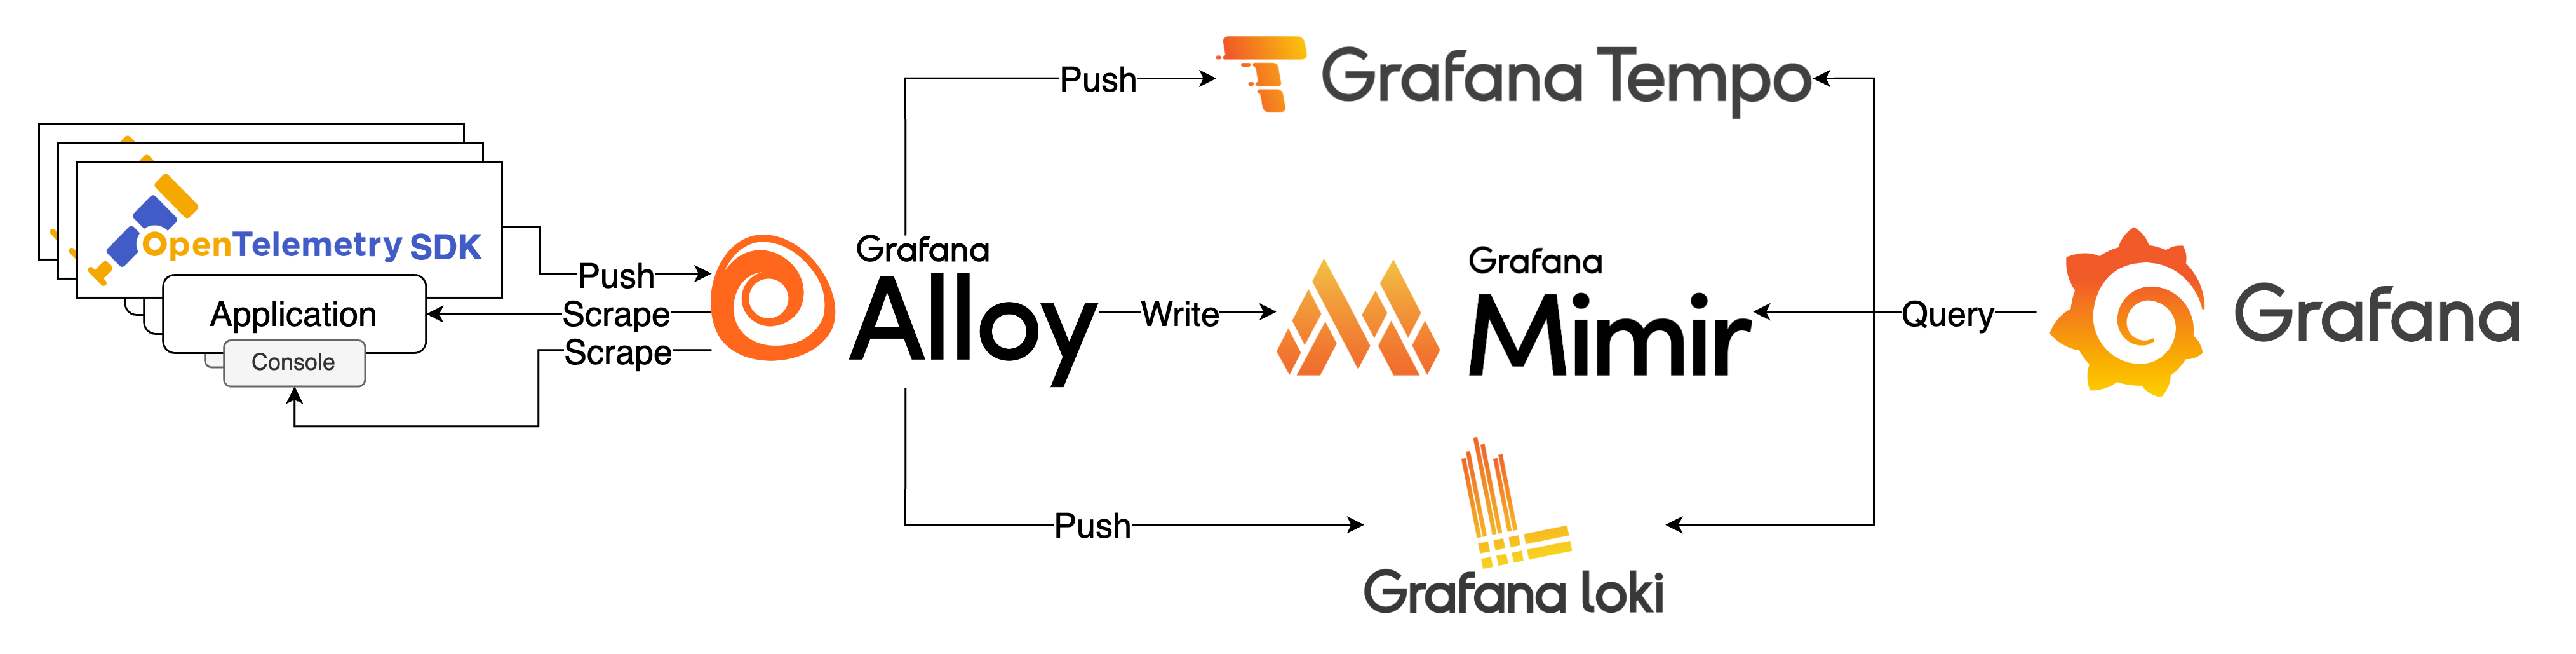 OpenTelemetry SDK
Application
Console
Push
Scrape
Scrape
Grafana
Alloy
Push
Write
Push
Grafana Tempo
Grafana
Mimir
Grafana loki
Query
Grafana